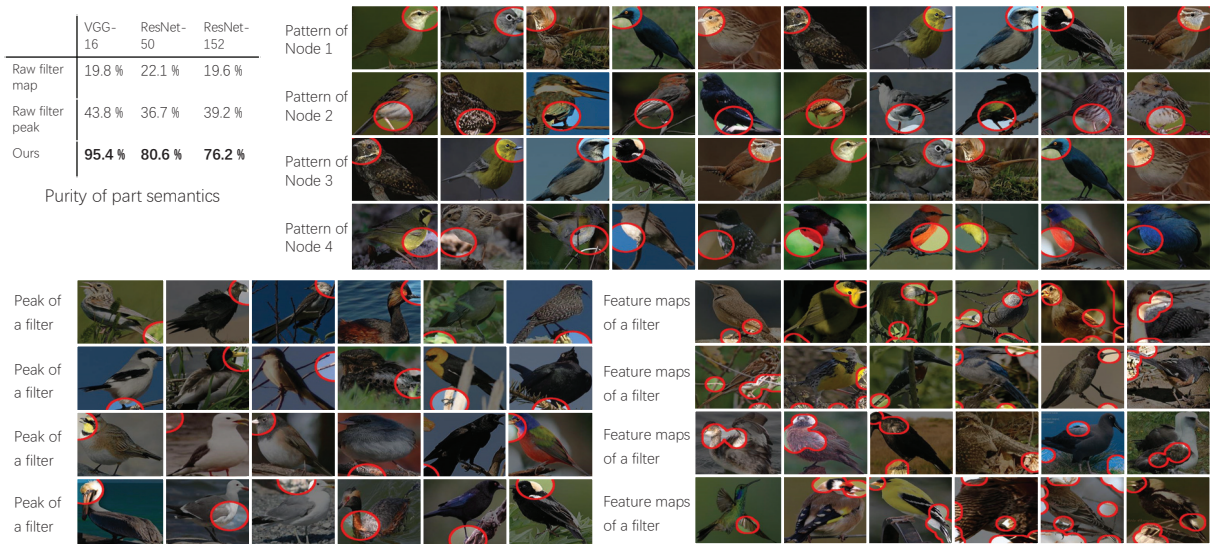 VGG-16 ResNet-50 ResNet-152
Raw filter map 19.8 % 22.1 % 19.6 %
Raw filter peak 43.8 % 36.7 % 39.2 %
Ours 95.4 % 80.6 % 76.2 %
Purity of part semantics
Pattern of
Node 1
Pattern of
Node 2
Pattern of
Node 3
Pattern of
Node 4
Peak of
a filter
Peak of
a filter
Peak of
a filter
Peak of
a filter
Feature maps
of a filter
Feature maps
of a filter
Feature maps
of a filter
Feature maps
of a filter